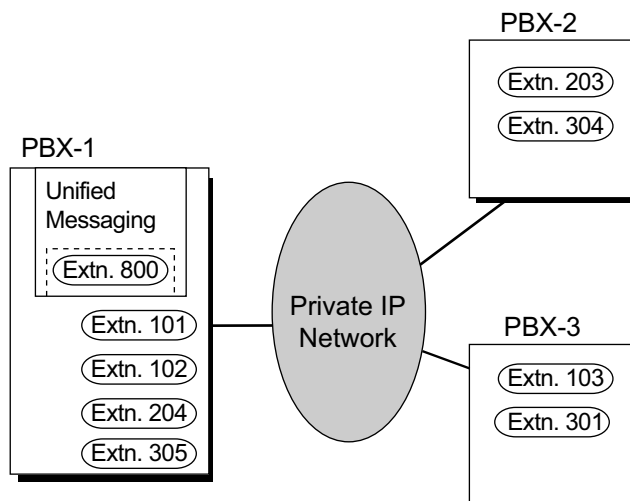 PBX-1
Unified
Messaging
Extn. 800
Extn. 101
Extn. 102
Extn. 204
Extn. 305
Private IP
Network
PBX-2
Extn. 203
Extn. 304
PBX-3
Extn. 103
Extn. 301